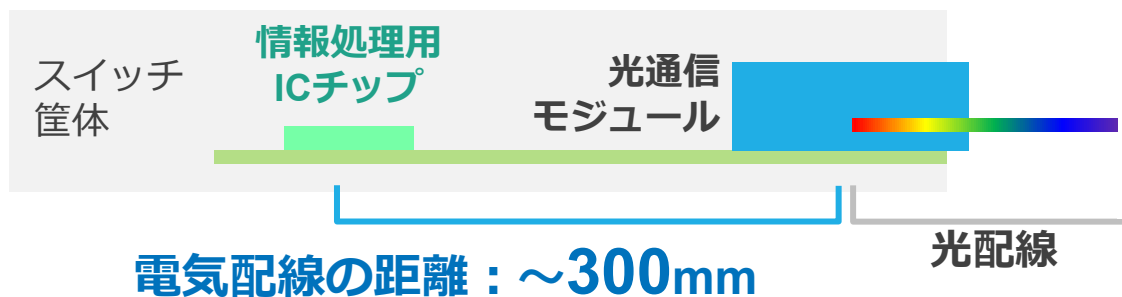 スイッチ
筐体
情報処理用
ICチップ
光通信
モジュール
電気配線の距離：～300mm
光配線